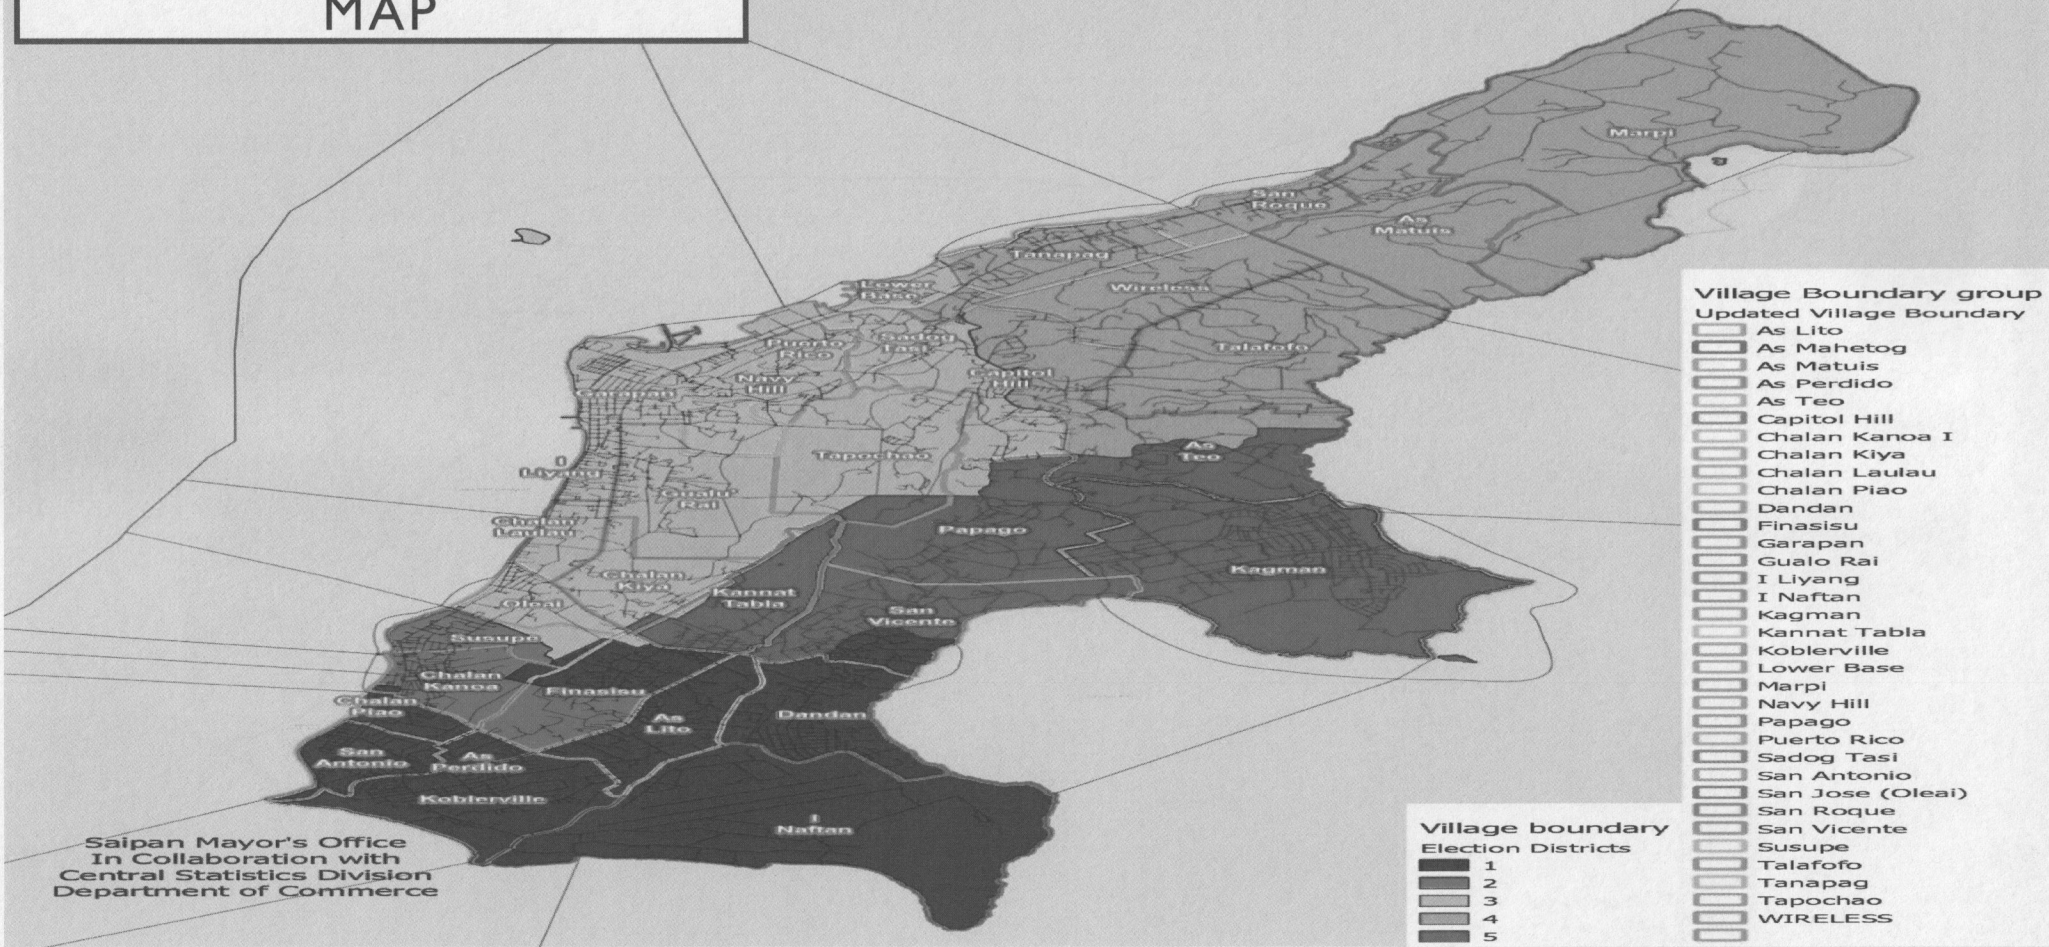 MAP
Marpi
San
Roque
As
Matuis
Tanapag
Wireless
Lower
Base
Talafofo
Puerto
Rico
Sadog
Tasi
Capitol
Hill
Navy
Hill
Garapan
As
Teo
Tapochao
I
Liyang
Gualu
Rai
Chalan
Laulau
Papago
Kagman
Chalan
Kiya
Kannat
Tabla
Oleai
San
Vicente
Susupe
Chalan
Kanoa
Finasisu
Chalan
Piao
As
Lito
Dandan
San
Antonio
As
Perdido
Koblerville
I
Naftan
Saipan Mayor's Office
In Collaboration with
Central Statistics Division
Department of Commerce
Village boundary
Election Districts
1
2
3
4
5
Village Boundary group
Updated Village Boundary
As Lito
As Mahetog
As Matuis
As Perdido
As Teo
Capitol Hill
Chalan Kanoa I
Chalan Kiya
Chalan Laulau
Chalan Piao
Dandan
Finasisu
Garapan
Gualo Rai
I Liyang
I Naftan
Kagman
Kannat Tabla
Koblerville
Lower Base
Marpi
Navy Hill
Papago
Puerto Rico
Sadog Tasi
San Antonio
San Jose (Oleai)
San Roque
San Vicente
Susupe
Talafofo
Tanapag
Tapochao
WIRELESS